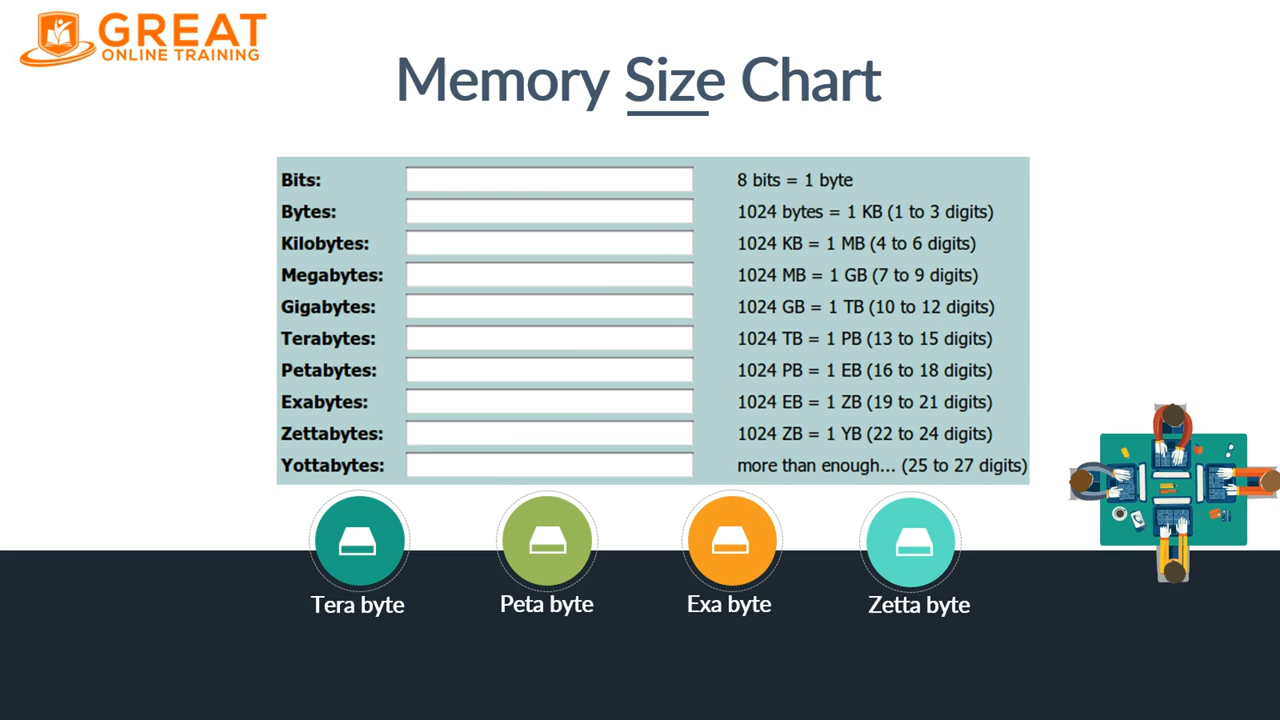 GREAT
ONLINE TRAINING
Memory Size Chart
Bits: 8 bits = 1 byte
Bytes: 1024 bytes = 1 KB (1 to 3 digits)
Kilobytes: 1024 KB = 1 MB (4 to 6 digits)
Megabytes: 1024 MB = 1 GB (7 to 9 digits)
Gigabytes: 1024 GB = 1 TB (10 to 12 digits)
Terabytes: 1024 TB = 1 PB (13 to 15 digits)
Petabytes: 1024 PB = 1 EB (16 to 18 digits)
Exabytes: 1024 EB = 1 ZB (19 to 21 digits)
Zettabytes: 1024 ZB = 1 YB (22 to 24 digits)
Yottabytes: more than enough... (25 to 27 digits)
Tera byte Peta byte Exa byte Zetta byte